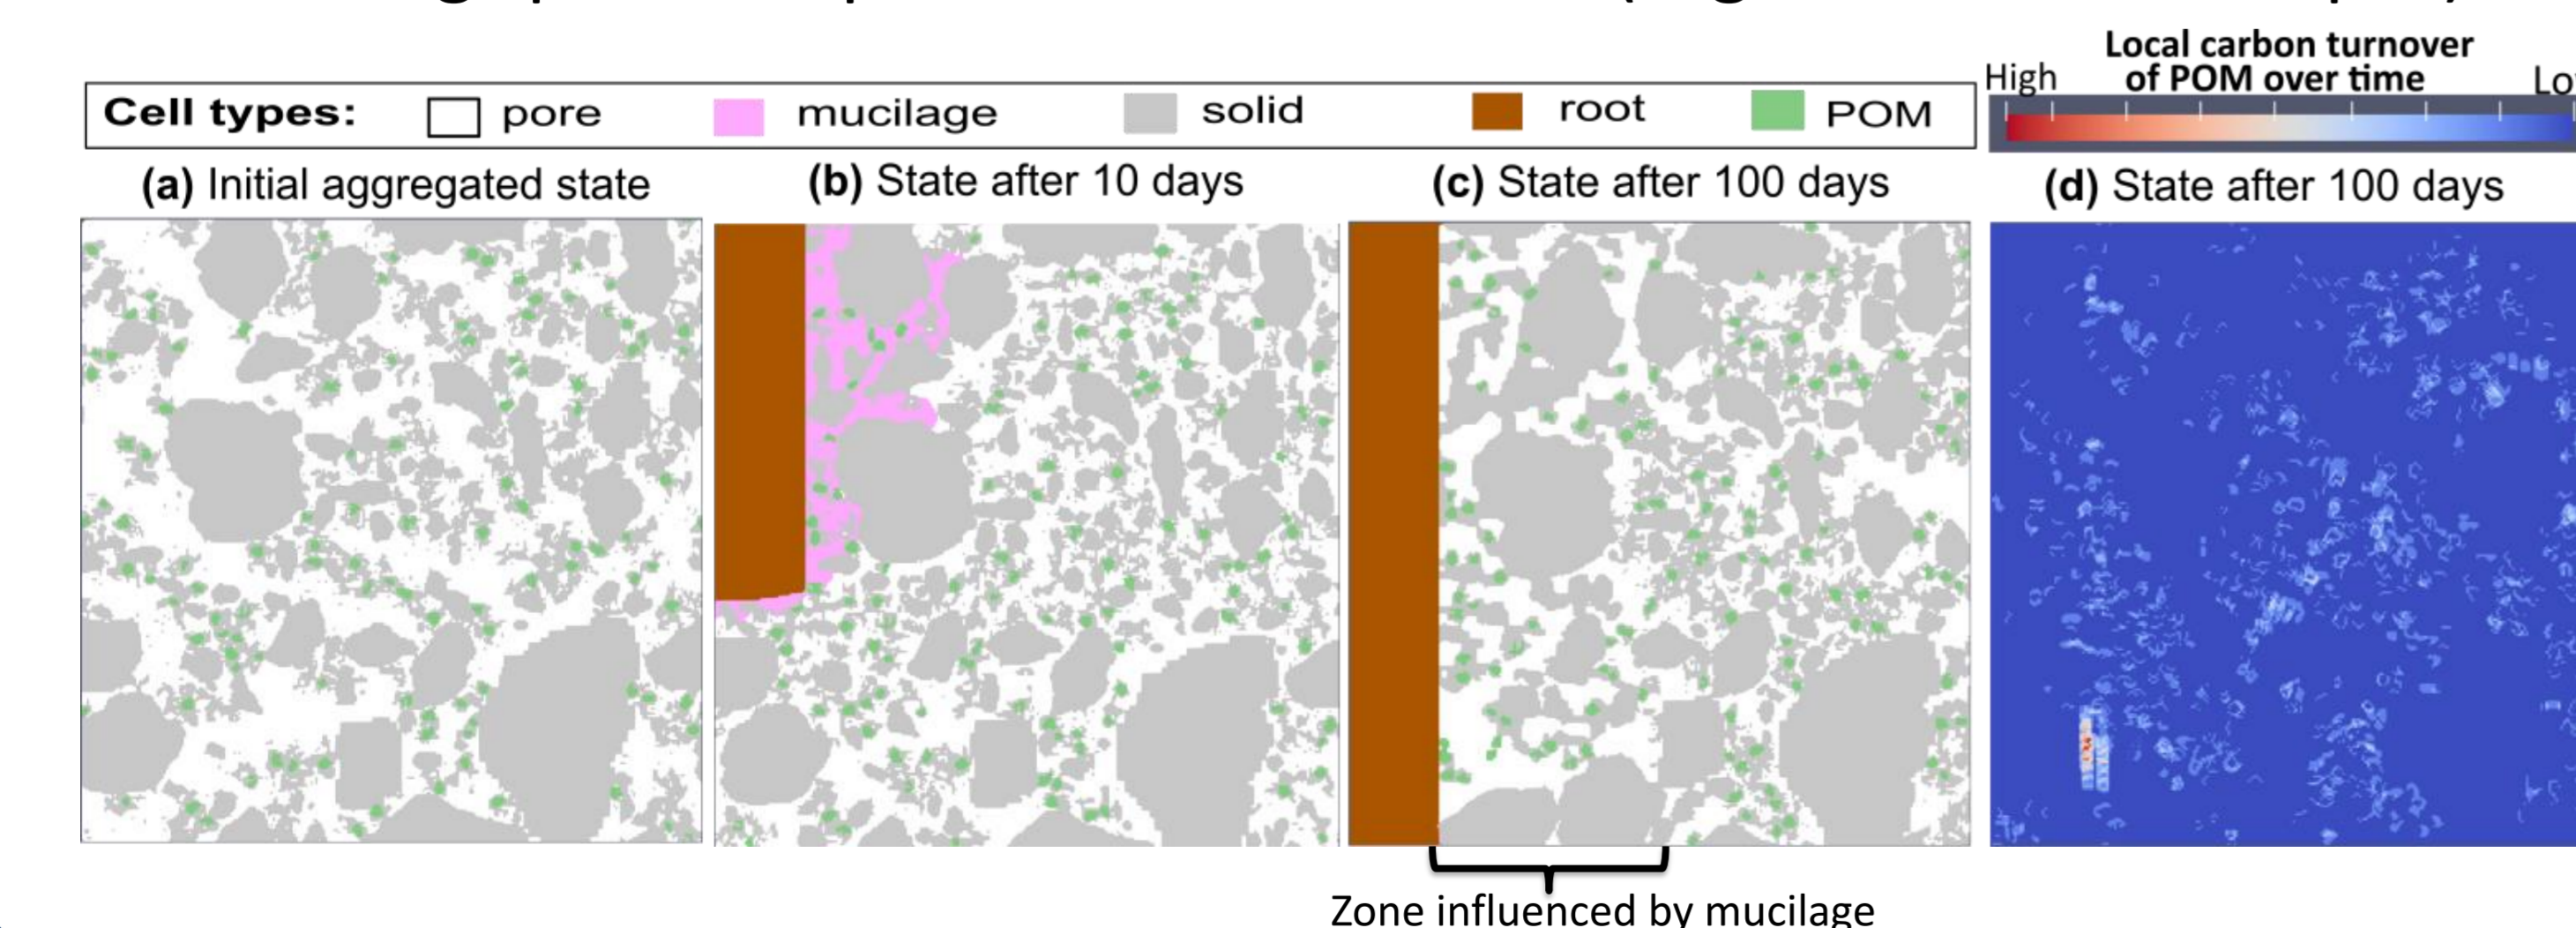 Local carbon turnover
of POM over time
High
Cell types: pore mucilage solid root POM
(a) Initial aggregated state
(b) State after 10 days
(c) State after 100 days
(d) State after 100 days
Zone influenced by mucilage